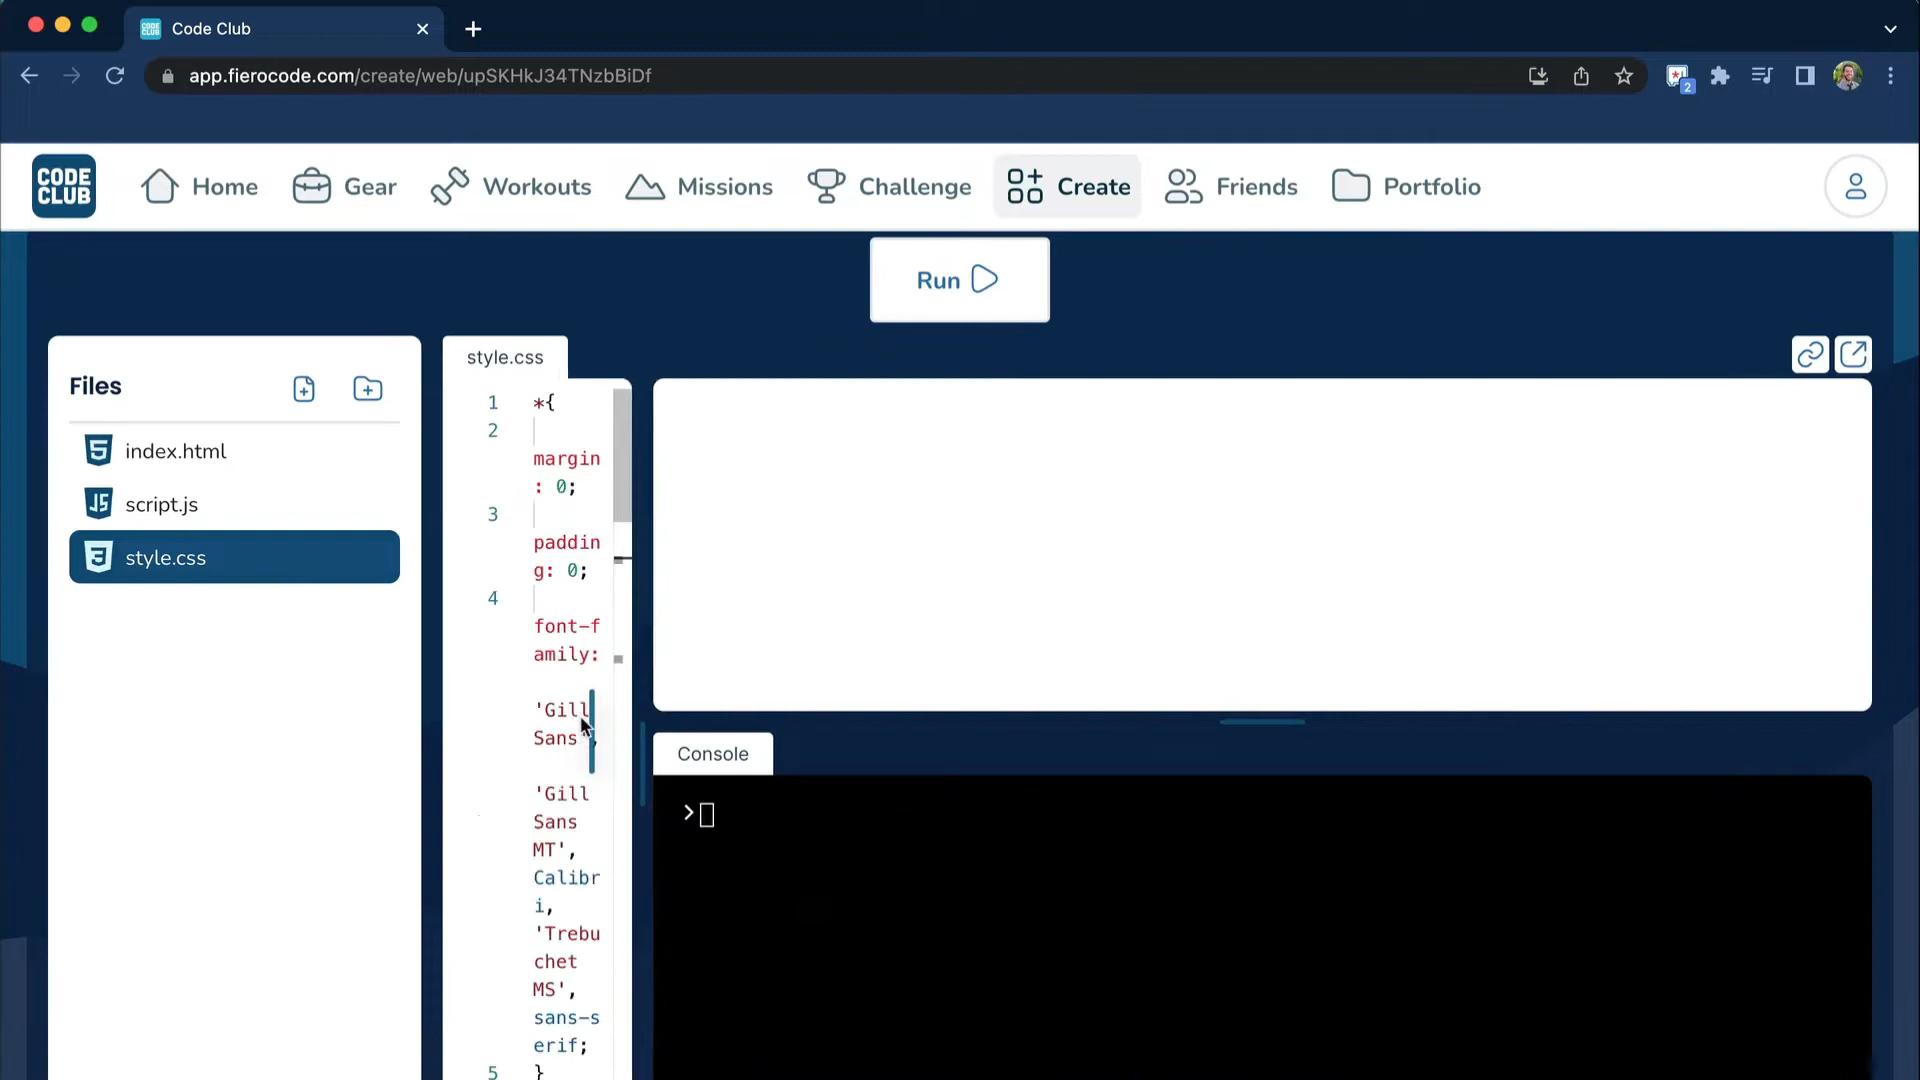 Code Club
app.fierocode.com/create/web/upSKHkJ34TNzbBiDf
2
CODE
CLUB
Home
Gear
Workouts
Missions
Challenge
Create
Friends
Portfolio
Run
Files
index.html
script.js
style.css
style.css
1 *{
2
margin
: 0;
3
paddin
g: 0;
4
font-f
amily:
'Gill
Sans',
'Gill
Sans
MT',
Calibr
i,
'Trebu
chet
MS',
sans-s
erif;
5 }
Console
>